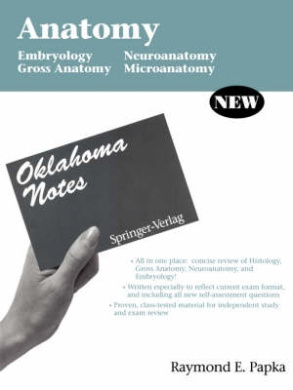 Anatomy
Embryology Neuroanatomy
Gross Anatomy Microanatomy
NEW
Oklahoma
Notes
Springer-Verlag
• All in one place: concise review of Histology,
Gross Anatomy, Neuroanatomy, and
Embryology!
• Written especially to reflect current exam format,
and including all new self-assessment questions
• Proven, class-tested material for independent study
and exam review
Raymond E. Papka